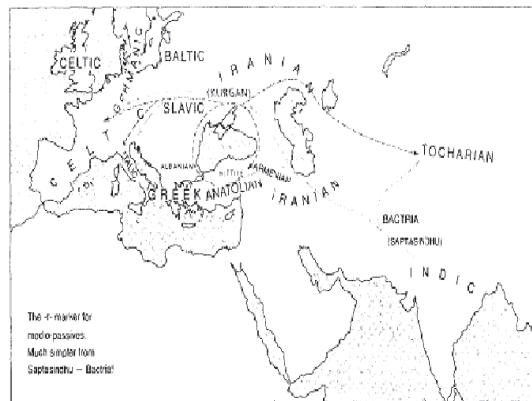 CELTIC
BALTIC
GERMANIC
IRANIAN
(KURGAN)
SLAVIC
CELTIC
TOCHARIAN
ALBANIAN
HITTITE
ARMENIAN
GREEK
ANATOLIAN
IRANIAN
BACTRIA
(SAPTASINDHU)
INDIC
The -r- marker for
medio-passives.
Much simpler from
Saptasindhu – Bactria!